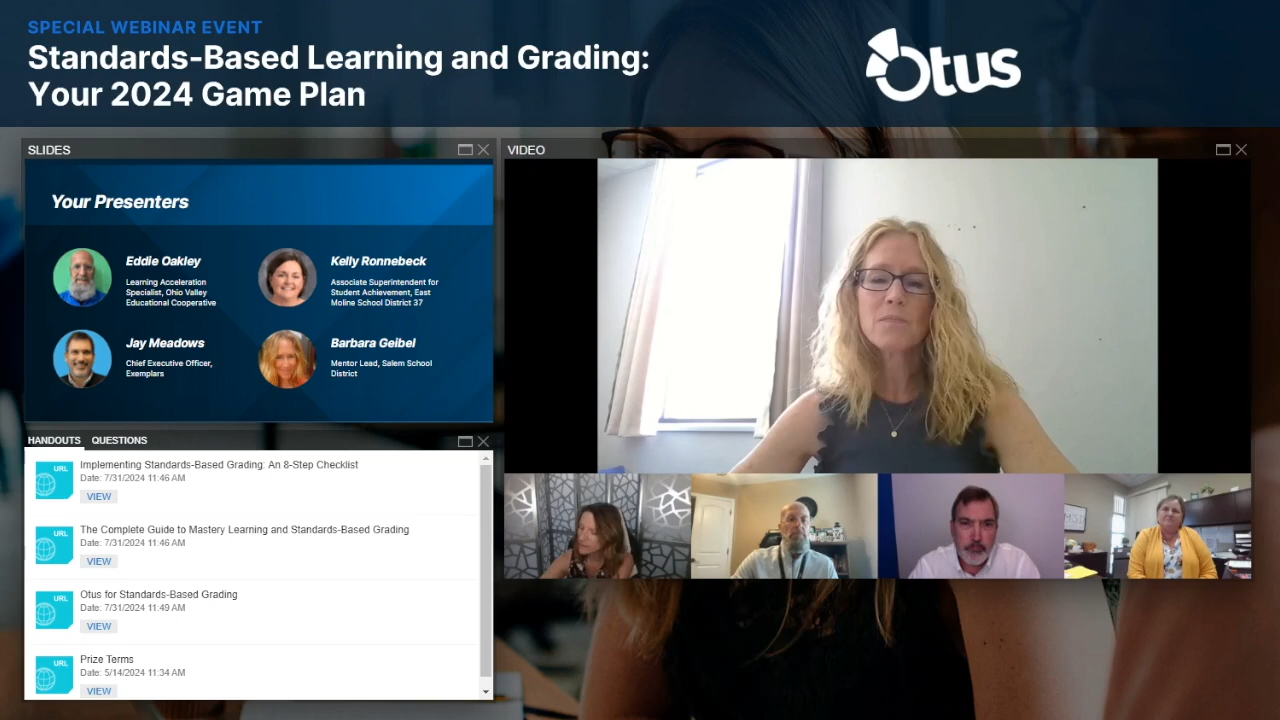 SPECIAL WEBINAR EVENT
Standards-Based Learning and Grading:
Your 2024 Game Plan
Otus
SLIDES
Your Presenters
Eddie Oakley
Learning Acceleration
Specialist, Ohio Valley
Educational Cooperative
Kelly Ronnebeck
Associate Superintendent for
Student Achievement, East
Moline School District 37
Jay Meadows
Chief Executive Officer,
Exemplars
Barbara Geibel
Mentor Lead, Salem School
District
HANDOUTS QUESTIONS
URL
Implementing Standards-Based Grading: An 8-Step Checklist
Date: 7/31/2024 11:46 AM
VIEW
URL
The Complete Guide to Mastery Learning and Standards-Based Grading
Date: 7/31/2024 11:46 AM
VIEW
URL
Otus for Standards-Based Grading
Date: 7/31/2024 11:49 AM
VIEW
URL
Prize Terms
Date: 5/14/2024 11:34 AM
VIEW
VIDEO